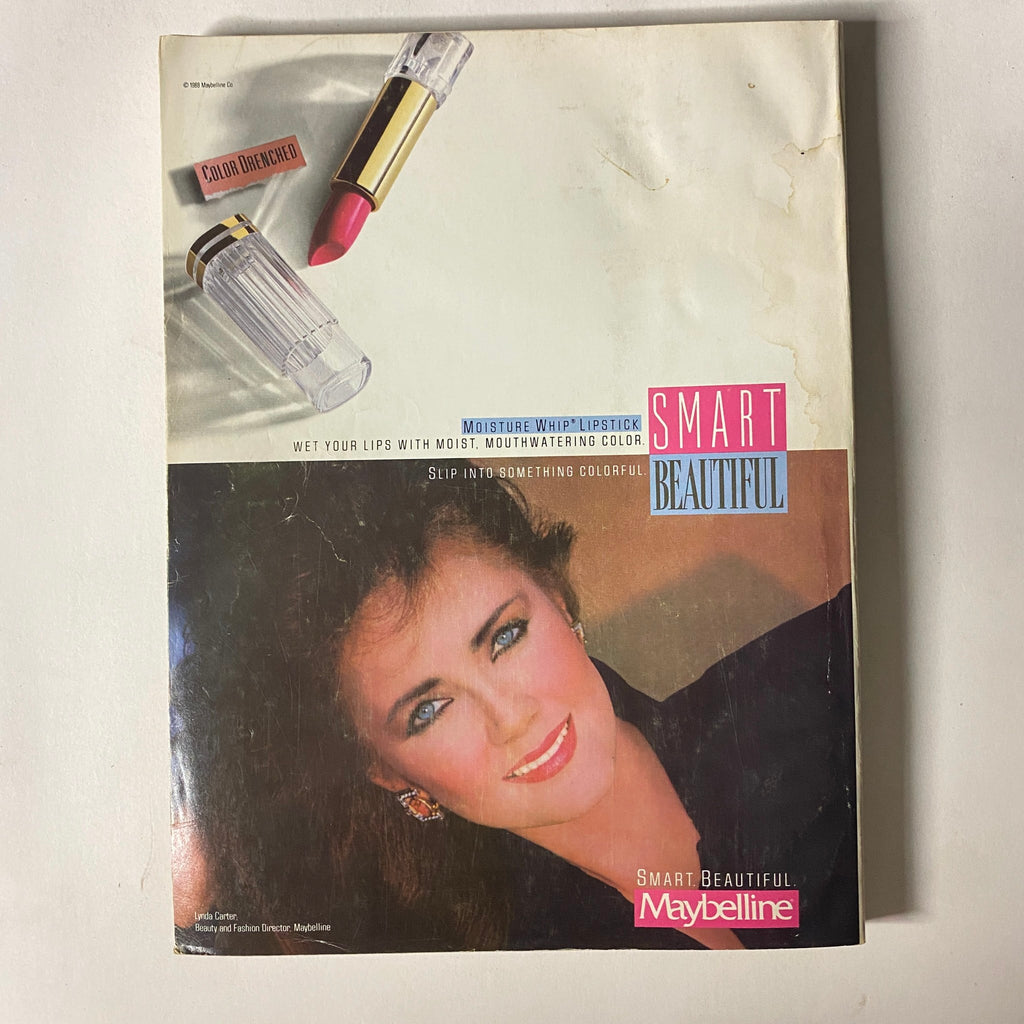 © 1988 Maybelline Co
COLOR DRENCHED
MOISTURE WHIP® LIPSTICK
WET YOUR LIPS WITH MOIST, MOUTHWATERING COLOR.
SMART
SLIP INTO SOMETHING COLORFUL.
BEAUTIFUL
SMART. BEAUTIFUL.
Maybelline®
Lynda Carter,
Beauty and Fashion Director, Maybelline